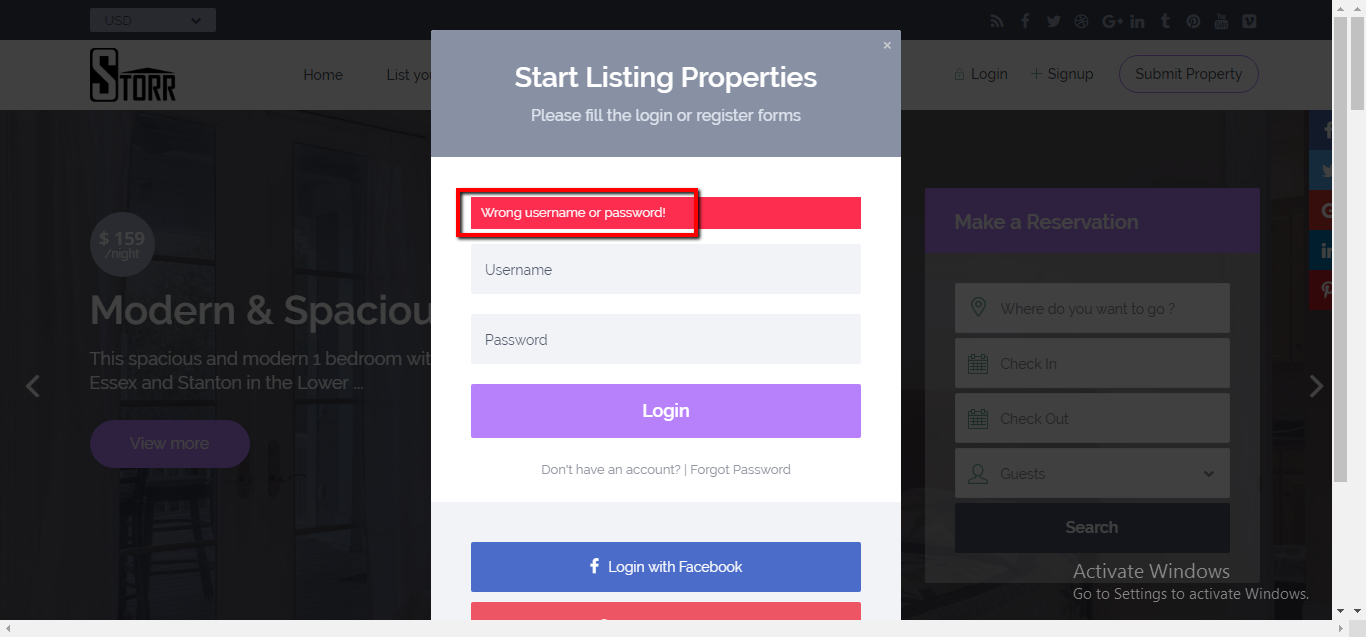 USD
STORR
Home
Login
Signup
Submit Property
×
Start Listing Properties
Please fill the login or register forms
Wrong username or password!
Username
Password
Login
Don't have an account? | Forgot Password
Login with Facebook
$ 159
/night
Modern & Spaciou
This spacious and modern 1 bedroom wit
Essex and Stanton in the Lower ...
View more
Make a Reservation
Where do you want to go ?
Check In
Check Out
Guests
Search
Activate Windows
Go to Settings to activate Windows.